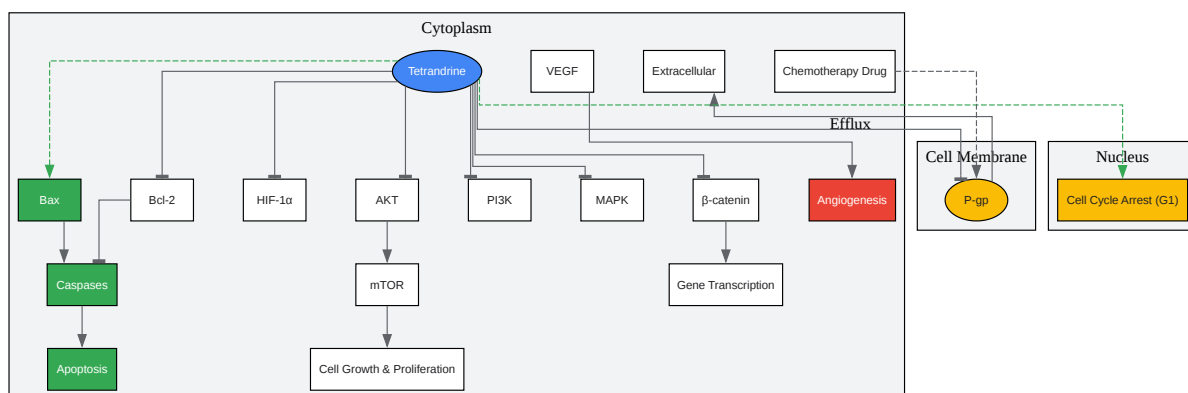 Cytoplasm
Tetrandrine
VEGF
Extracellular
Chemotherapy Drug
Efflux
Cell Membrane
Nucleus
Bax
Bcl-2
HIF-1α
AKT
PI3K
MAPK
β-catenin
Angiogenesis
P-gp
Cell Cycle Arrest (G1)
Caspases
mTOR
Gene Transcription
Apoptosis
Cell Growth & Proliferation